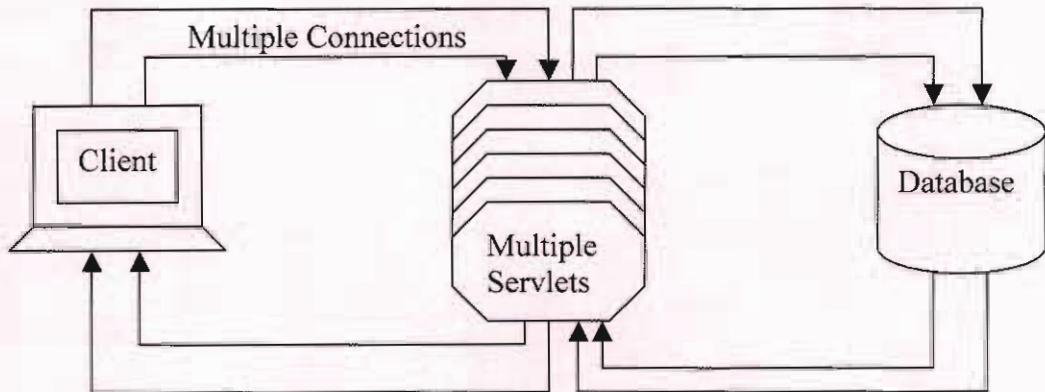 Multiple Connections
Client
Database
Multiple
Servlets